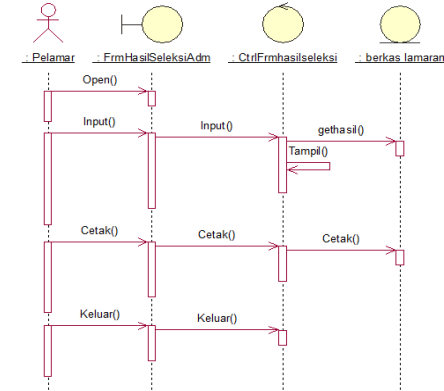 : Pelamar
: FrmHasilSeleksiAdm
: CtrlFrmhasilseleksi
: berkas lamaran
Open()
Input()
Input()
gethasil()
Tampil()
Cetak()
Cetak()
Cetak()
Keluar()
Keluar()